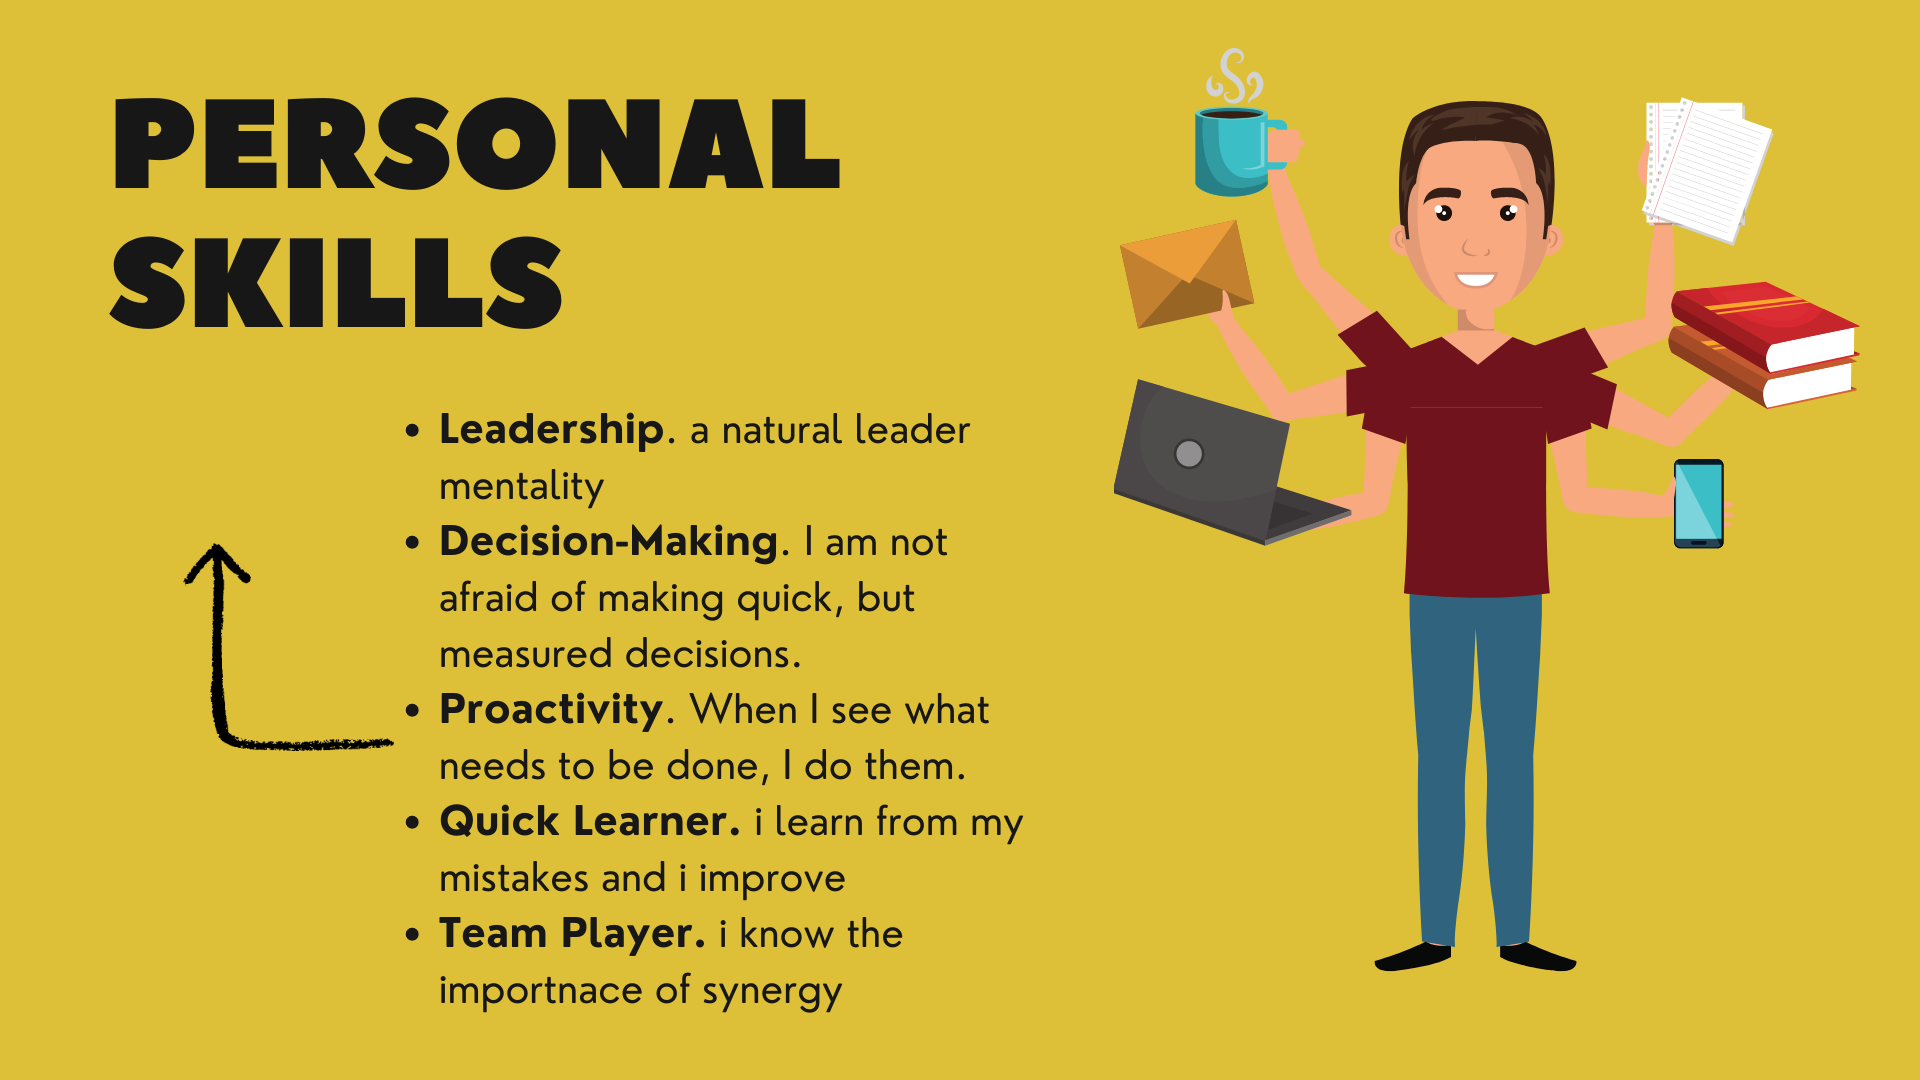 PERSONAL
SKILLS
• Leadership. a natural leader
mentality
• Decision-Making. I am not
afraid of making quick, but
measured decisions.
• Proactivity. When I see what
needs to be done, I do them.
• Quick Learner. i learn from my
mistakes and i improve
• Team Player. i know the
importnace of synergy